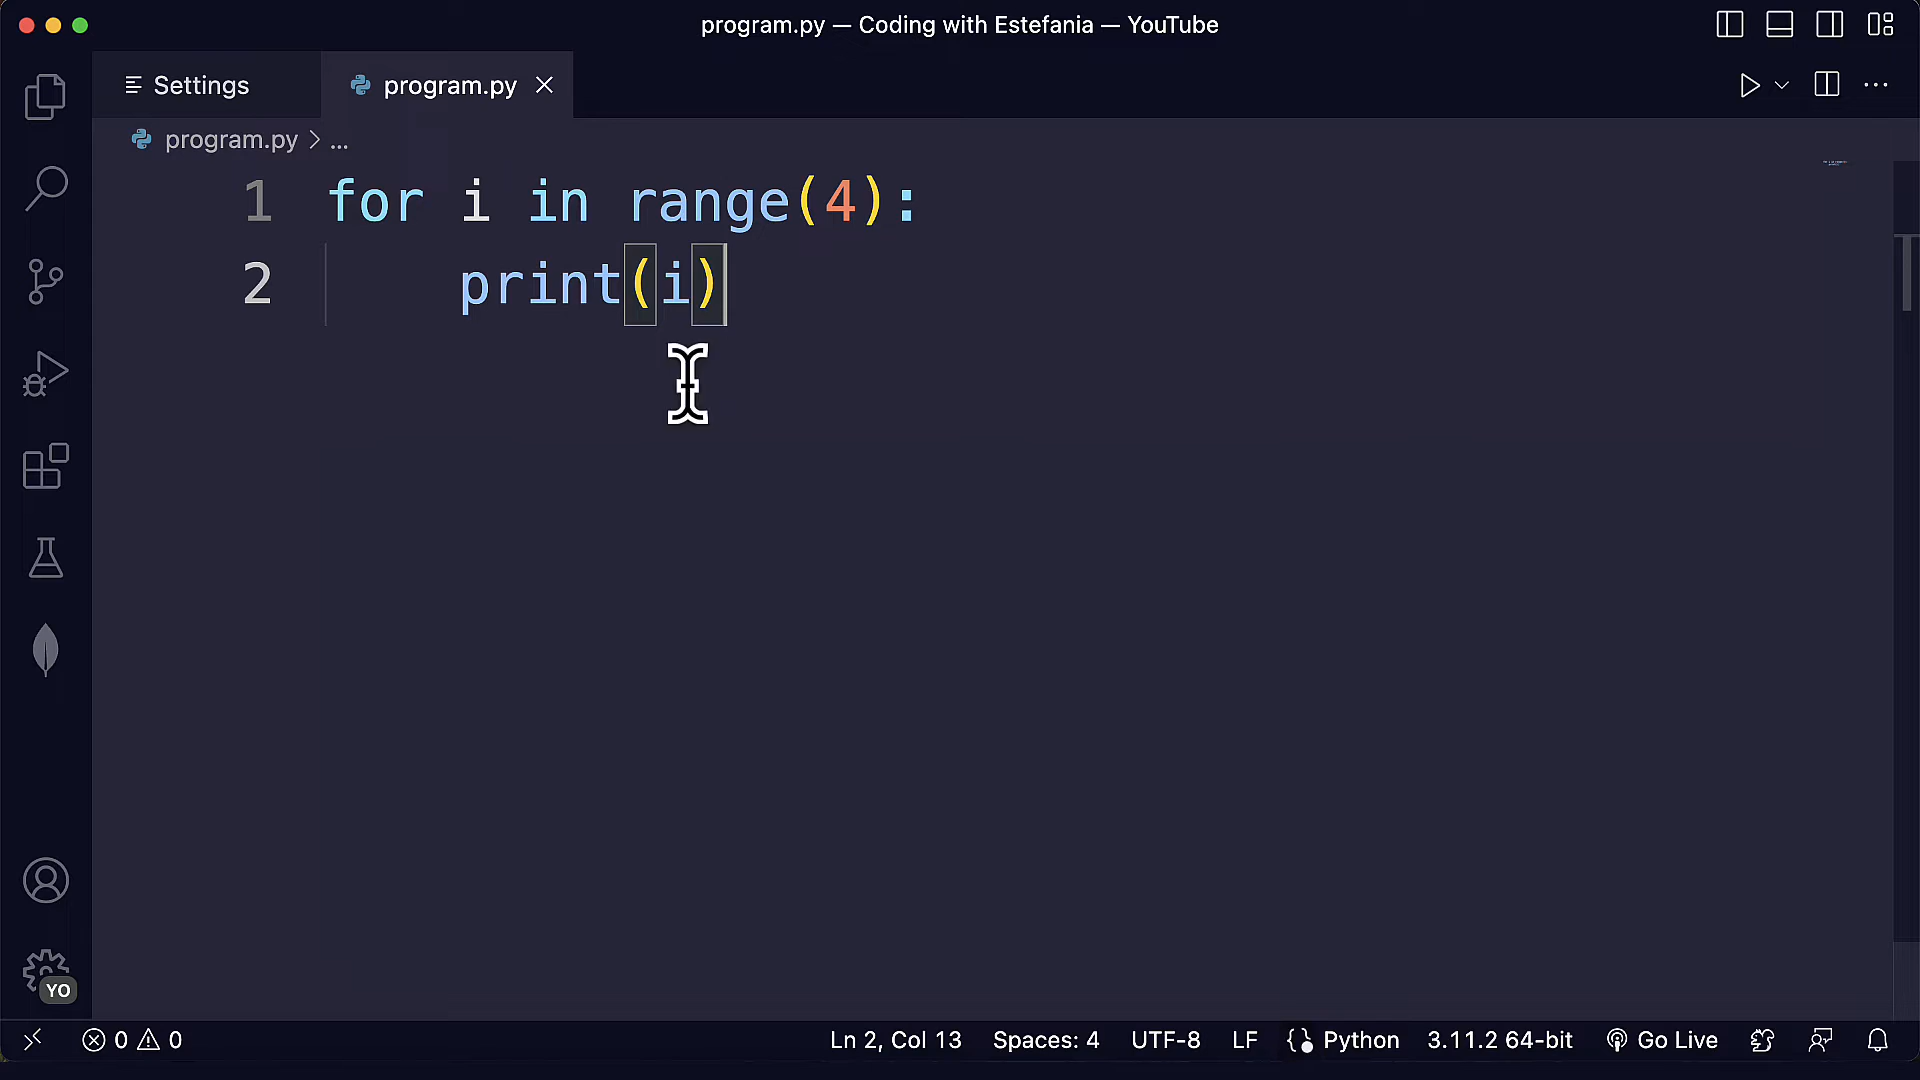 program.py — Coding with Estefania — YouTube
Settings
program.py
program.py > ...
1 for i in range(4):
2 print(i)
YO
0 0 Ln 2, Col 13 Spaces: 4 UTF-8 LF Python 3.11.2 64-bit Go Live